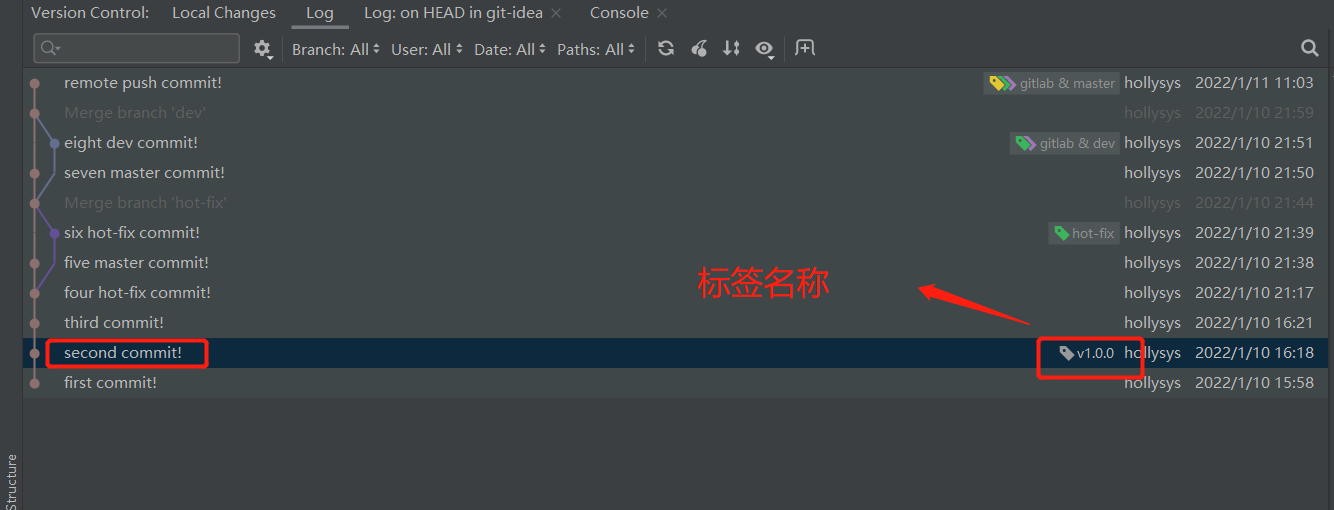 Version Control: Local Changes Log Log: on HEAD in git-idea Console
Branch: All User: All Date: All Paths: All
remote push commit! gitlab & master hollysys 2022/1/11 11:03
Merge branch 'dev' hollysys 2022/1/10 21:59
eight dev commit! gitlab & dev hollysys 2022/1/10 21:51
seven master commit! hollysys 2022/1/10 21:50
Merge branch 'hot-fix' hollysys 2022/1/10 21:44
six hot-fix commit! hot-fix hollysys 2022/1/10 21:39
five master commit! hollysys 2022/1/10 21:38
标签名称
four hot-fix commit! hollysys 2022/1/10 21:17
third commit! hollysys 2022/1/10 16:21
second commit! v1.0.0 hollysys 2022/1/10 16:18
first commit! hollysys 2022/1/10 15:58
Structure